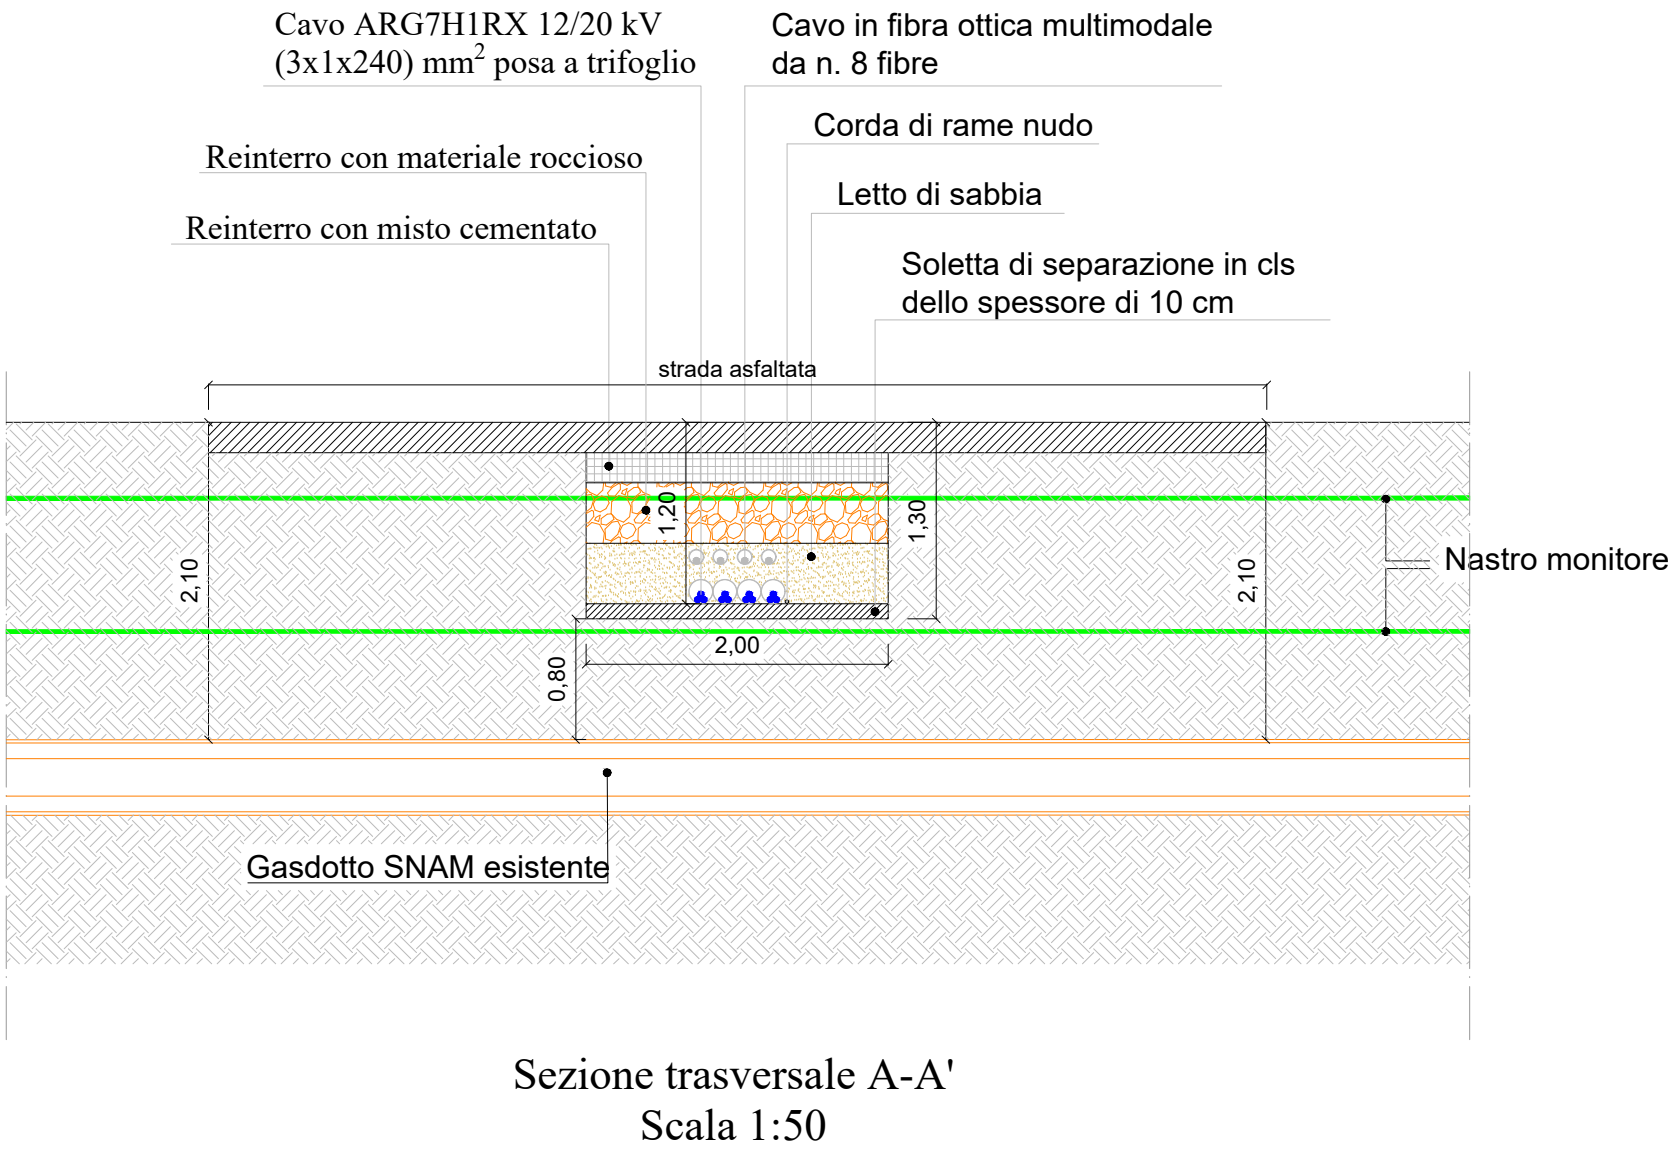 Cavo ARG7H1RX 12/20 kV
(3x1x240) mm² posa a trifoglio
Cavo in fibra ottica multimodale
da n. 8 fibre
Corda di rame nudo
Reinterro con materiale roccioso
Letto di sabbia
Reinterro con misto cementato
Soletta di separazione in cls
dello spessore di 10 cm
strada asfaltata
1,20
1,30
2,10
2,10
Nastro monitore
2,00
0,80
Gasdotto SNAM esistente
Sezione trasversale A-A'
Scala 1:50